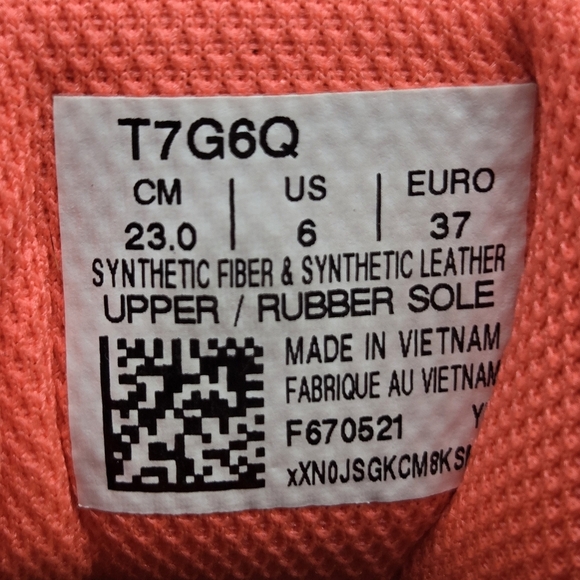 T7G6Q
CM | US | EURO
23.0 | 6 | 37
SYNTHETIC FIBER & SYNTHETIC LEATHER
UPPER / RUBBER SOLE
MADE IN VIETNAM
FABRIQUE AU VIETNAM
F670521